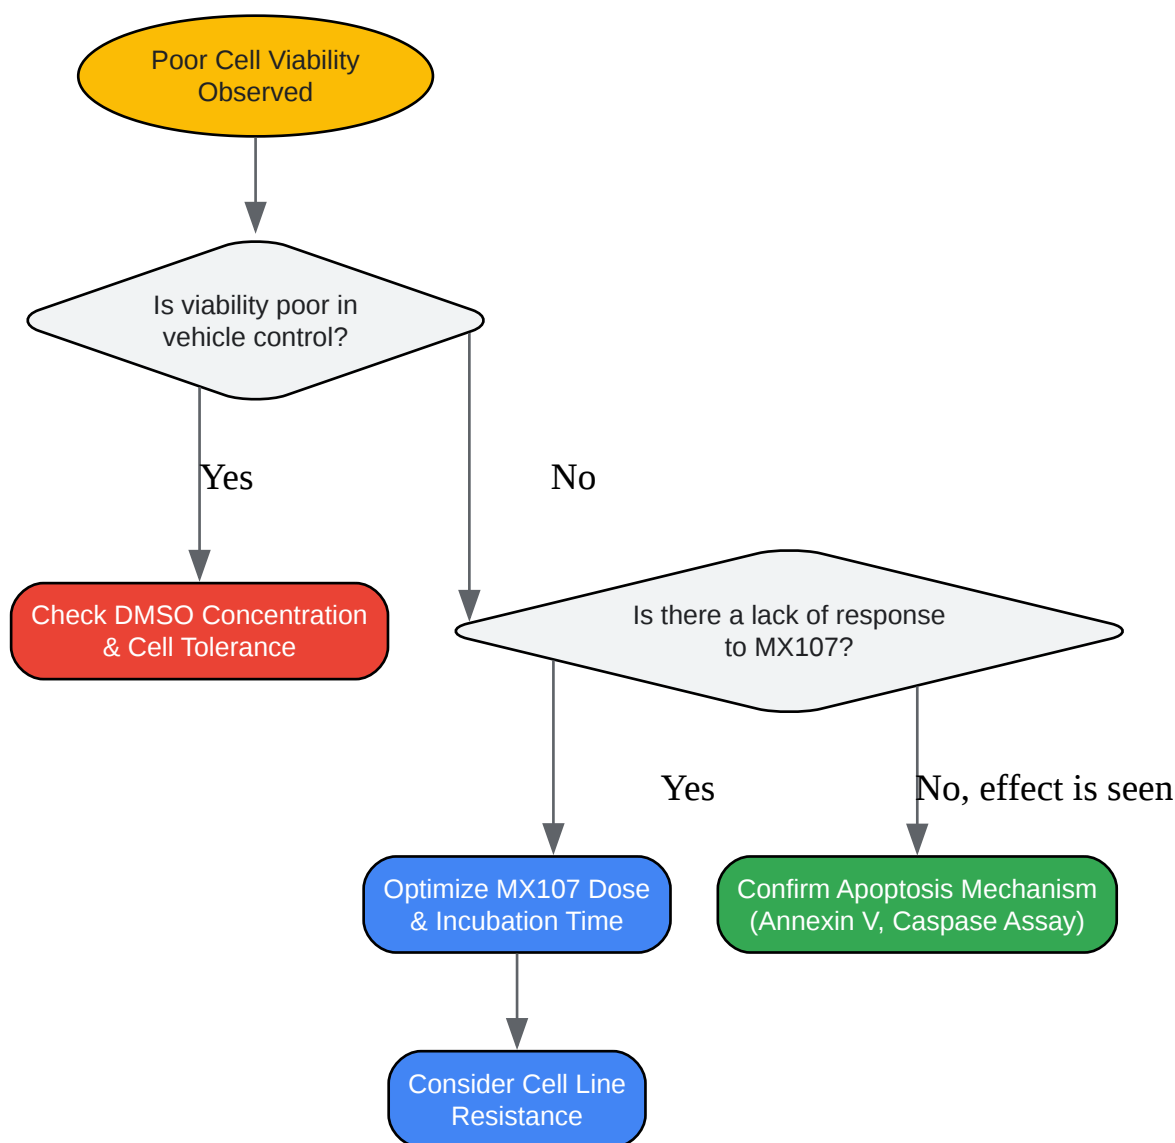 Poor Cell Viability
Observed
Is viability poor in
vehicle control?
Yes
No
Check DMSO Concentration
& Cell Tolerance
Is there a lack of response
to MX107?
Yes
No, effect is seen
Optimize MX107 Dose
& Incubation Time
Confirm Apoptosis Mechanism
(Annexin V, Caspase Assay)
Consider Cell Line
Resistance